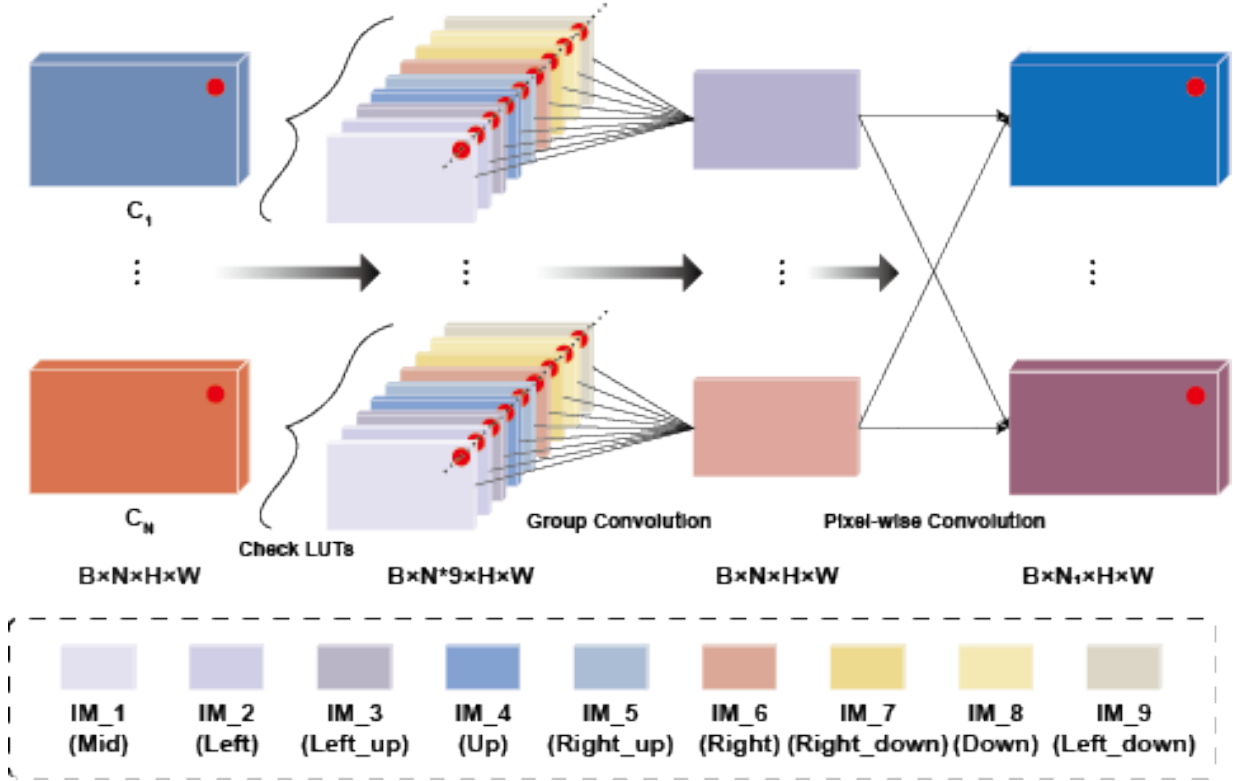 C₁
C_N
Check LUTs
Group Convolution
Pixel-wise Convolution
B×N×H×W
B×N*9×H×W
B×N×H×W
B×N₁×H×W
IM_1
(Mid)
IM_2
(Left)
IM_3
(Left_up)
IM_4
(Up)
IM_5
(Right_up)
IM_6
(Right)
IM_7
(Right_down)
IM_8
(Down)
IM_9
(Left_down)